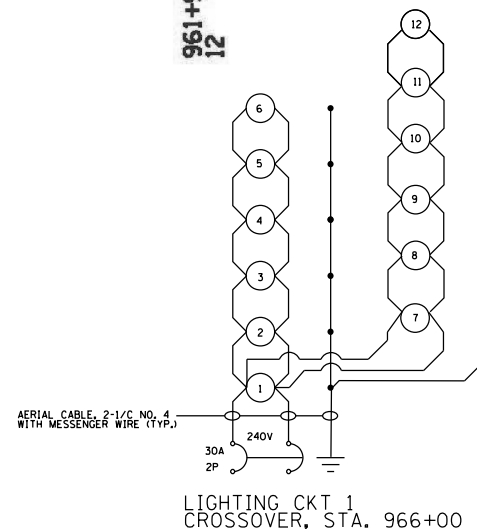 961+9
12
12
11
10
9
8
7
6
5
4
3
2
1
AERIAL CABLE, 2-1/C NO. 4
WITH MESSENGER WIRE (TYP.)
240V
30A
2P
LIGHTING CKT 1
CROSSOVER, STA. 966+00